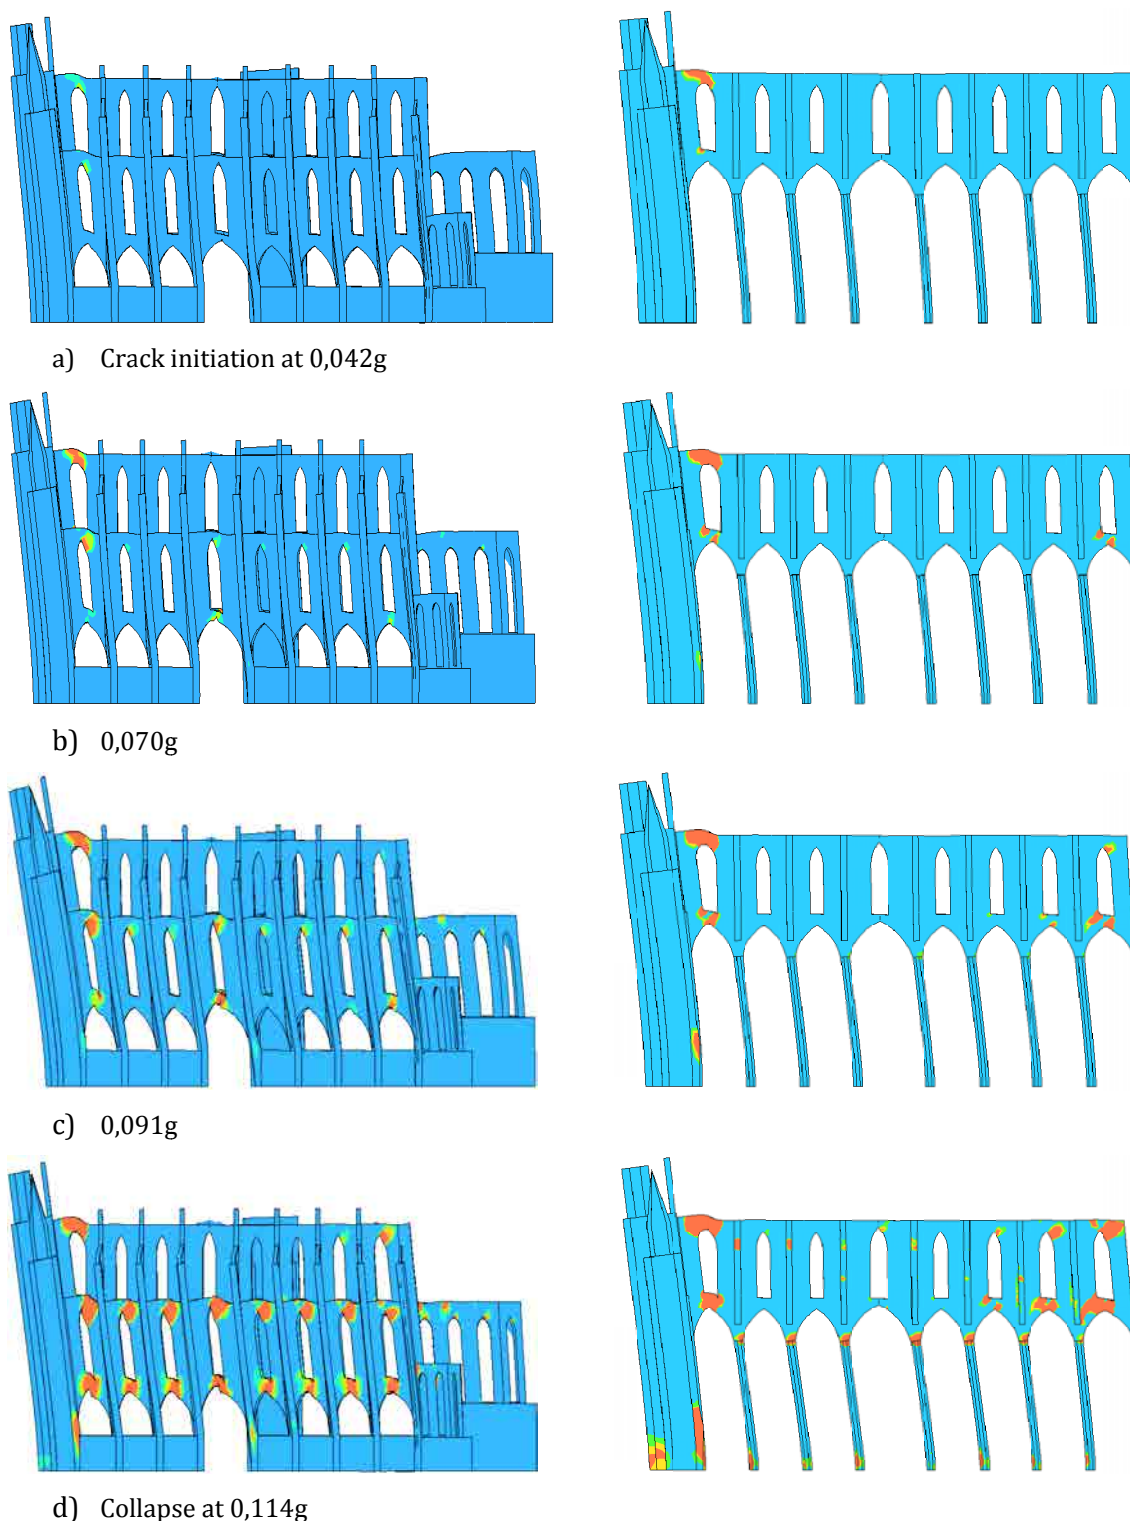 a) Crack initiation at 0,042g
b) 0,070g
c) 0,091g
d) Collapse at 0,114g